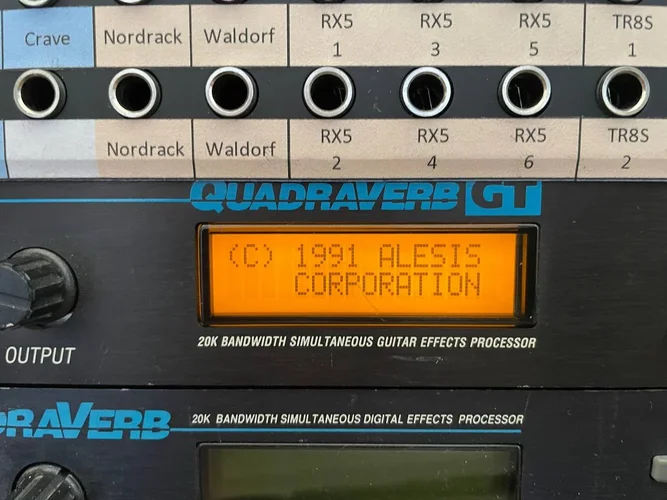 Crave Nordrack Waldorf RX5 1 RX5 3 RX5 5 TR8S 1
Nordrack Waldorf RX5 2 RX5 4 RX5 6 TR8S 2
QUADRAVERB GT
(C) 1991 ALESIS
CORPORATION
20K BANDWIDTH SIMULTANEOUS GUITAR EFFECTS PROCESSOR
OUTPUT
20K BANDWIDTH SIMULTANEOUS DIGITAL EFFECTS PROCESSOR